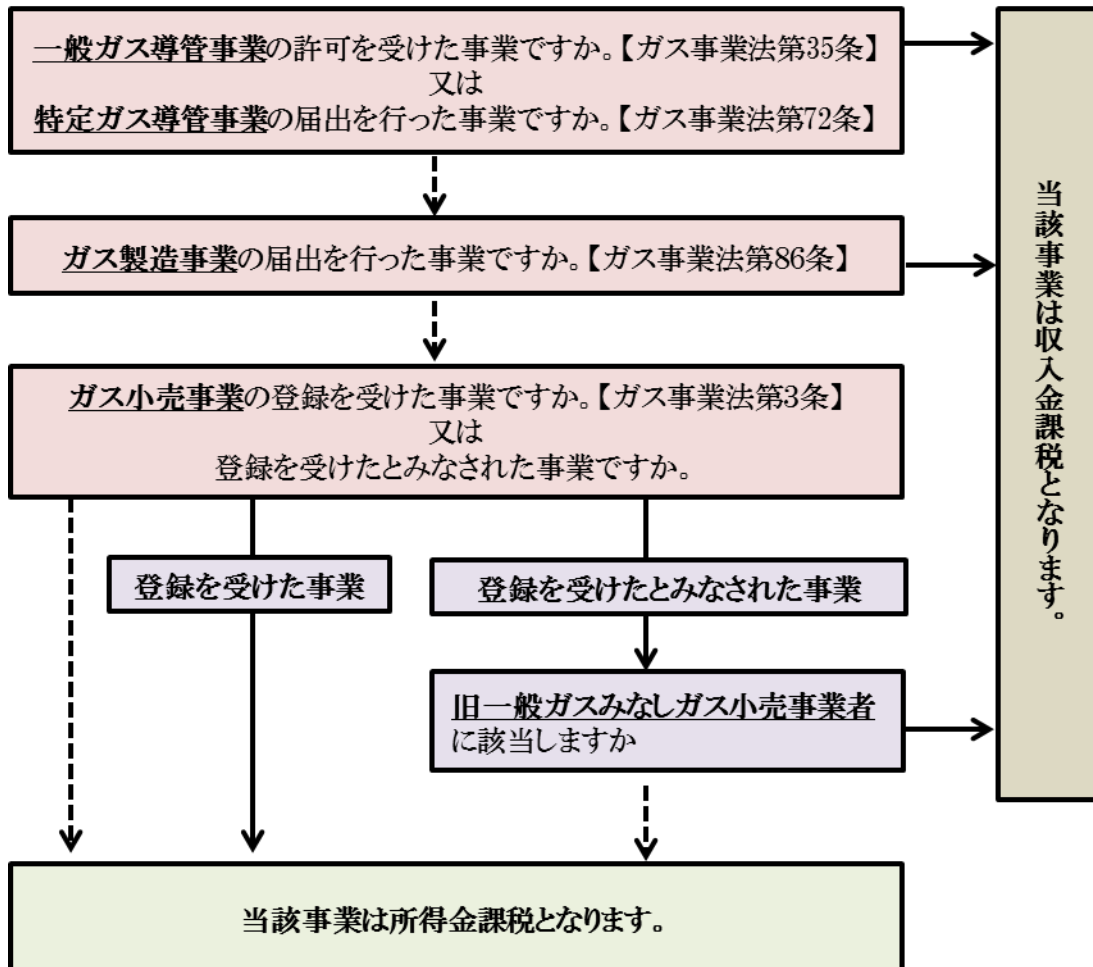 一般ガス導管事業の許可を受けた事業ですか。【ガス事業法第35条】
又は
特定ガス導管事業の届出を行った事業ですか。【ガス事業法第72条】
ガス製造事業の届出を行った事業ですか。【ガス事業法第86条】
ガス小売事業の登録を受けた事業ですか。【ガス事業法第3条】
又は
登録を受けたとみなされた事業ですか。
登録を受けた事業
登録を受けたとみなされた事業
旧一般ガスみなしガス小売事業者
に該当しますか
当該事業は収入金課税となります。
当該事業は所得金課税となります。